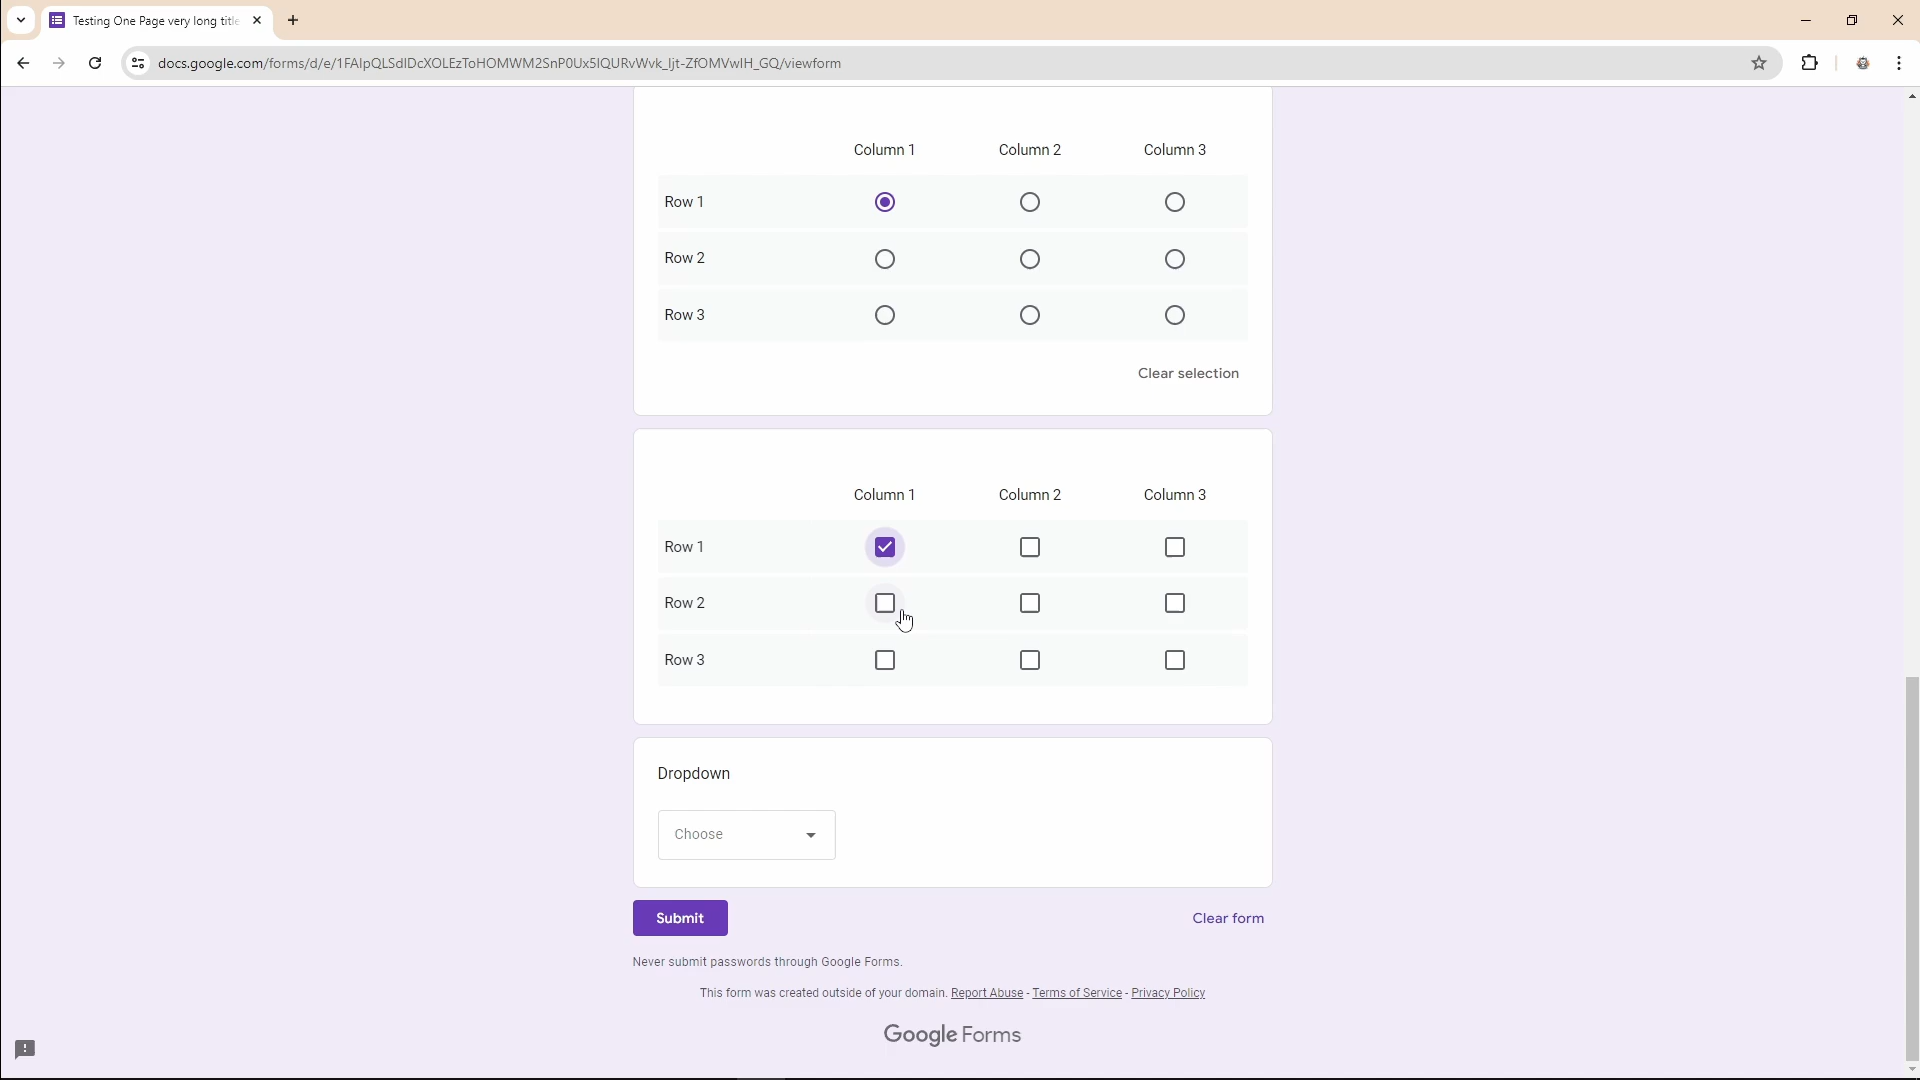 Testing One Page very long title
docs.google.com/forms/d/e/1FAIpQLSdIDcXOLEzToHOMWM2SnP0Ux5IQURvWvk_Ijt-ZfOMVwIH_GQ/viewform
Column 1 Column 2 Column 3
Row 1
Row 2
Row 3
Clear selection
Column 1 Column 2 Column 3
Row 1
Row 2
Row 3
Dropdown
Choose
Submit Clear form
Never submit passwords through Google Forms.
This form was created outside of your domain. Report Abuse - Terms of Service - Privacy Policy
Google Forms